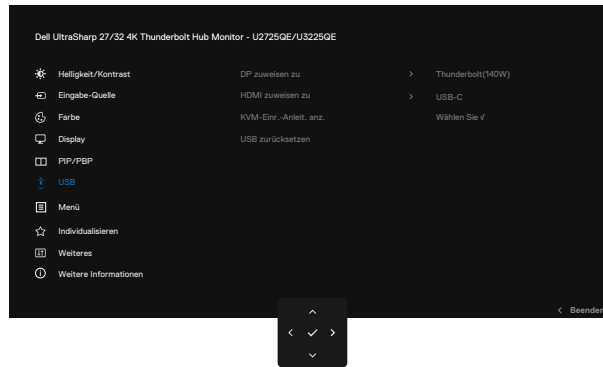 Dell UltraSharp 27/32 4K Thunderbolt Hub Monitor - U2725QE/U3225QE
Helligkeit/Kontrast DP zuweisen zu > Thunderbolt(140W)
Eingabe-Quelle HDMI zuweisen zu > USB-C
Farbe KVM-Einr.-Anleit. anz. Wählen Sie √
Display USB zurücksetzen
PIP/PBP
USB
Menü
Individualisieren
Weiteres
Weitere Informationen
< Beenden